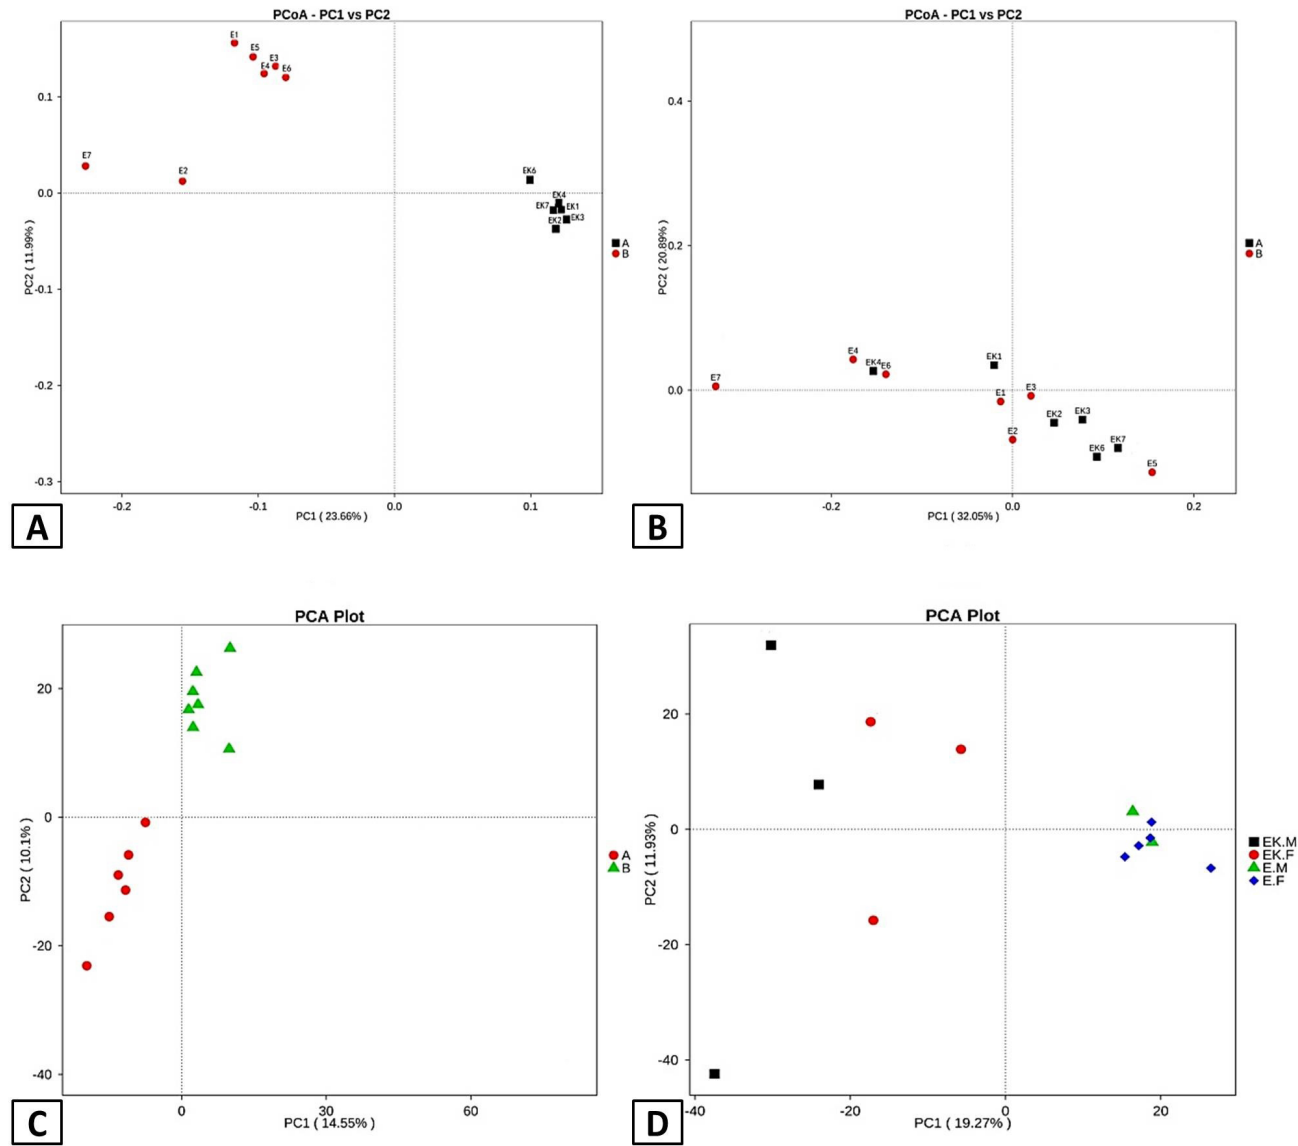 PCoA - PC1 vs PC2
E1
E5
E3
E4
E6
0.1
E7
E2
EK6
0.0
EK4
EK7
EK1
EK3
EK2
A
B
PC2 ( 11.99% )
-0.1
-0.2
-0.3
-0.2
-0.1
0.0
0.1
PC1 ( 23.66% )
A
PCoA - PC1 vs PC2
0.4
0.2
A
B
PC2 ( 20.89% )
E4
EK4
E6
EK1
E7
0.0
E1
E3
EK2
EK3
E2
EK6
EK7
E5
-0.2
0.0
0.2
PC1 ( 32.05% )
B
PCA Plot
20
0
A
B
PC2 ( 10.1% )
-20
-40
0
30
60
PC1 ( 14.55% )
C
PCA Plot
20
0
EK.M
EK.F
E.M
E.F
PC2 ( 11.93% )
-20
-40
-40
-20
0
20
PC1 ( 19.27% )
D